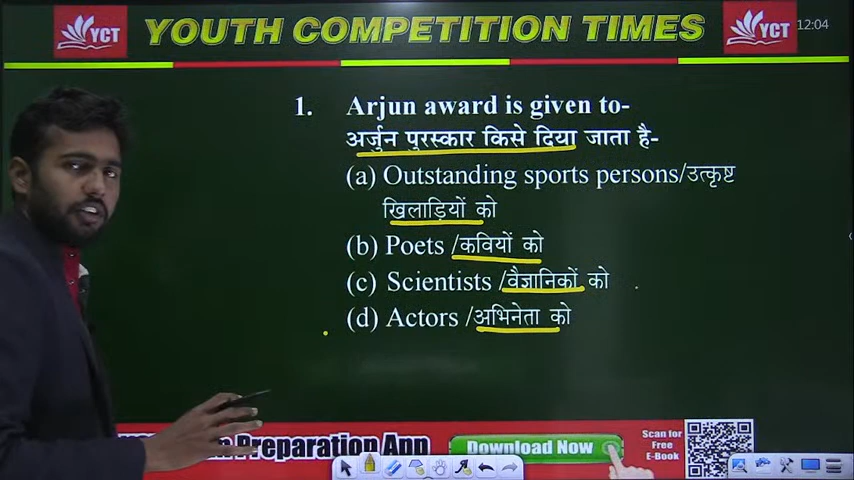 YCT
YOUTH COMPETITION TIMES
YCT
12:04
1. Arjun award is given to-
अर्जुन पुरस्कार किसे दिया जाता है-
(a) Outstanding sports persons/उत्कृष्ट
खिलाड़ियों को
(b) Poets /कवियों को
(c) Scientists /वैज्ञानिकों को
(d) Actors /अभिनेता को
Preparation App
Download Now
Scan for
Free
E-Book